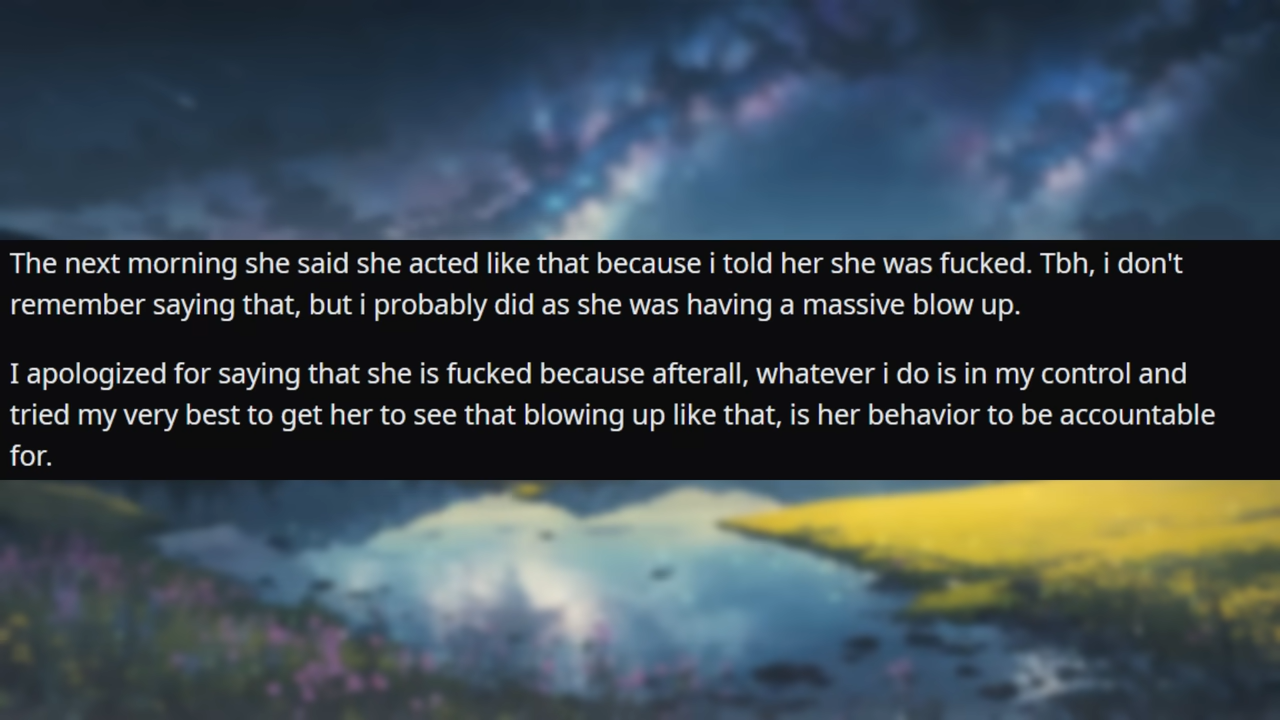 The next morning she said she acted like that because i told her she was fucked. Tbh, i don't
remember saying that, but i probably did as she was having a massive blow up.
I apologized for saying that she is fucked because afterall, whatever i do is in my control and
tried my very best to get her to see that blowing up like that, is her behavior to be accountable
for.